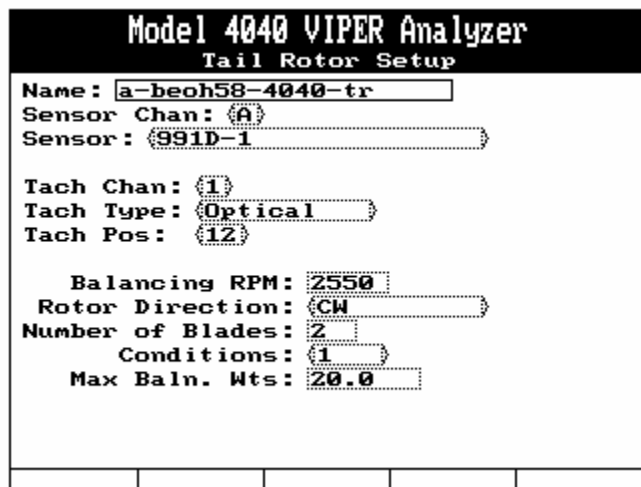 Model 4040 VIPER Analyzer
Tail Rotor Setup
Name: a-beoh58-4040-tr
Sensor Chan: A
Sensor: 991D-1
Tach Chan: 1
Tach Type: Optical
Tach Pos: 12
Balancing RPM: 2550
Rotor Direction: CW
Number of Blades: 2
Conditions: 1
Max Baln. Wts: 20.0